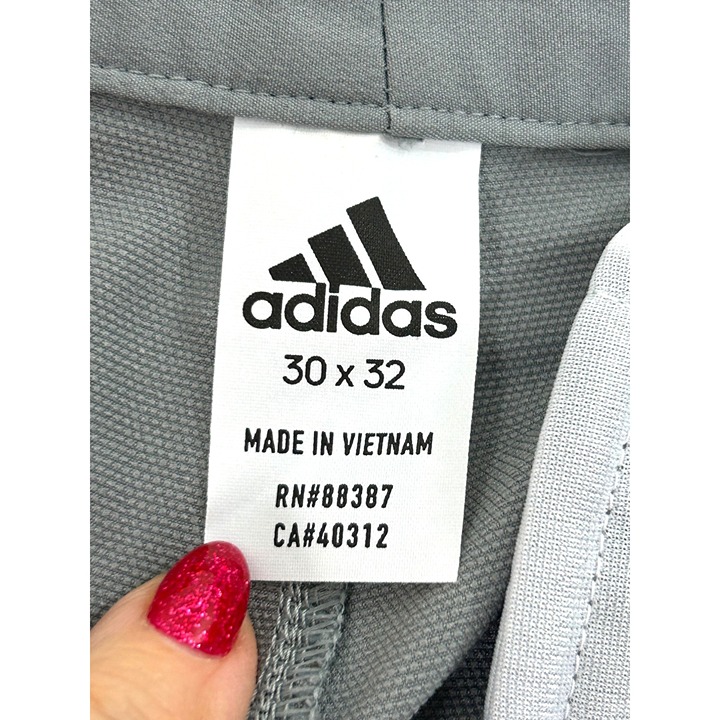 adidas
30 x 32
MADE IN VIETNAM
RN#88387
CA#40312